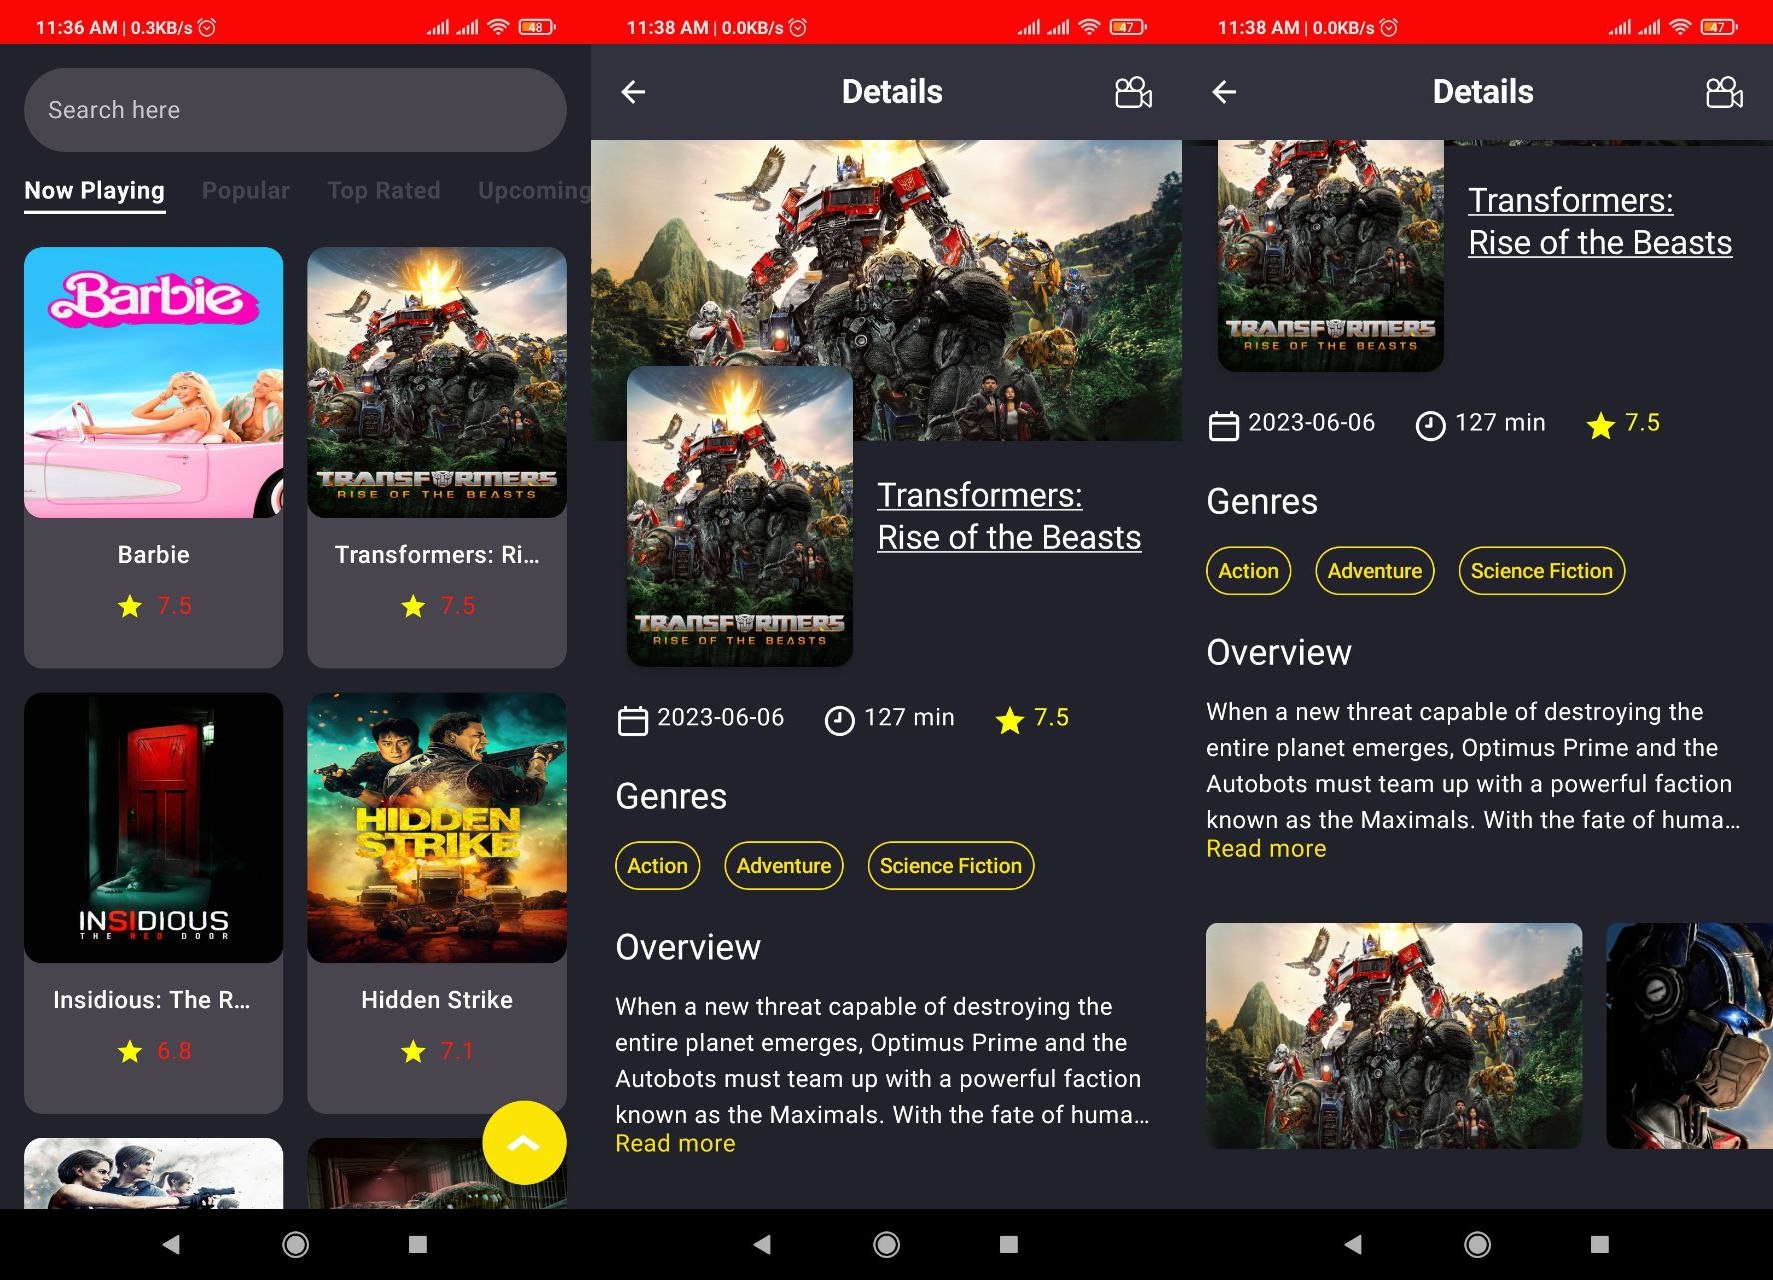 11:36 AM | 0.3KB/s
48
Search here
Now Playing
Popular
Top Rated
Upcoming
Barbie
TRANSFORMERS
RISE OF THE BEASTS
Barbie
Transformers: Ri...
7.5
7.5
INSIDIOUS
THE RED DOOR
HIDDEN
STRIKE
Insidious: The R...
Hidden Strike
6.8
7.1
11:38 AM | 0.0KB/s
47
Details
TRANSFORMERS
RISE OF THE BEASTS
Transformers:
Rise of the Beasts
2023-06-06
127 min
7.5
Genres
Action
Adventure
Science Fiction
Overview
When a new threat capable of destroying the
entire planet emerges, Optimus Prime and the
Autobots must team up with a powerful faction
known as the Maximals. With the fate of huma...
Read more
11:38 AM | 0.0KB/s
47
Details
TRANSFORMERS
RISE OF THE BEASTS
Transformers:
Rise of the Beasts
2023-06-06
127 min
7.5
Genres
Action
Adventure
Science Fiction
Overview
When a new threat capable of destroying the
entire planet emerges, Optimus Prime and the
Autobots must team up with a powerful faction
known as the Maximals. With the fate of huma...
Read more